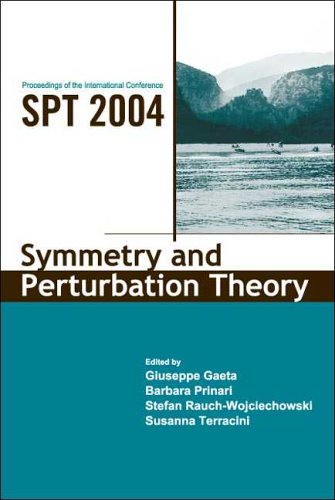 Proceedings of the International Conference
SPT 2004
Symmetry and
Perturbation Theory
Edited by
Giuseppe Gaeta
Barbara Prinari
Stefan Rauch-Wojciechowski
Susanna Terracini